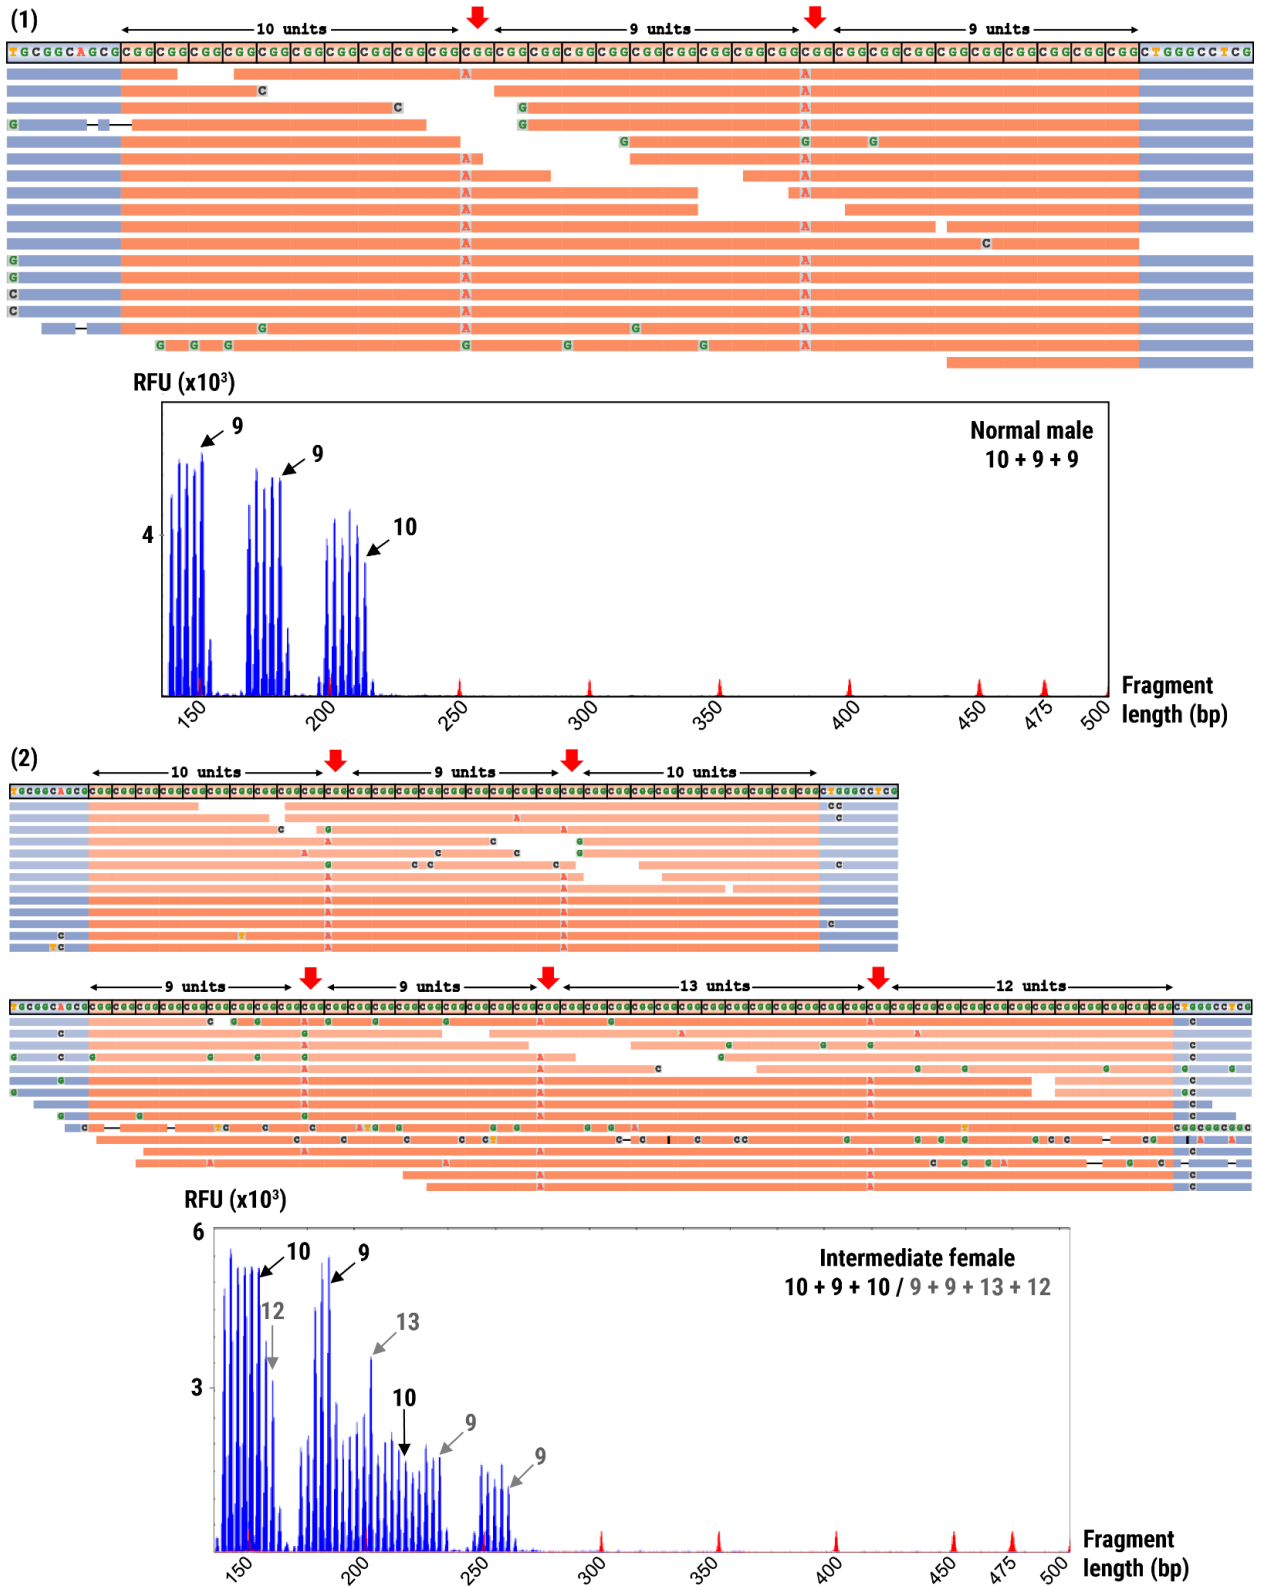 (1)
10 units 9 units 9 units
TGCGGCAGCGCGGCGGCGGCGGCGGCGGCGGCGGCGGCGGCGGCGGCGGCGGCGGCGGCGGCGGCGGCGGCGGCGGCGGCGGCGGCGGCGGCGGCGGCGGCTGGGCCTCG
A A
C A
C G A
G G A
G G G
A A
A A
A A
A
A A
A C
G A A
G A A
C A A
C A A
G A G A
G G G G G G A
RFU (x10³)
Normal male
10 + 9 + 9
9
9
10
4
150 200 250 300 350 400 450 475 500
Fragment
length (bp)
(2)
10 units 9 units 10 units
TGCGGCAGCGCGGCGGCGGCGGCGGCGGCGGCGGCGGCGGCGGCGGCGGCGGCGGCGGCGGCGGCGGCGGCGGCGGCGGCGGCGGCGGCGGCGGCGGCGGCGGCTGGGCCTCG
C C
A C
C G A
A C G
A C C G
G C C C C
A A
A A
A A
A A
A A C
C T A A
T C A A
9 units 9 units 13 units 12 units
TGCGGCAGCGCGGCGGCGGCGGCGGCGGCGGCGGCGGCGGCGGCGGCGGCGGCGGCGGCGGCGGCGGCGGCGGCGGCGGCGGCGGCGGCGGCGGCGGCGGCGGCGGCGGCGGCGGCGGCGGCGGCGGCGGCGGCGGCGGCGGCGGCGGCGGCTGGGCCTCG
C G G A G G G A G A C
C G A A
A G G G C
G C G G G G A G C
A C G G G G G
G A A A C
G A A A G C
A A A C
G G G A A C
A A A C
A A C G G A G C
A A C
A A C
RFU (x10³)
6
Intermediate female
10 + 9 + 10 / 9 + 9 + 13 + 12
10
9
12
13
3
10
9
9
150 200 250 300 350 400 450 475 500
Fragment
length (bp)